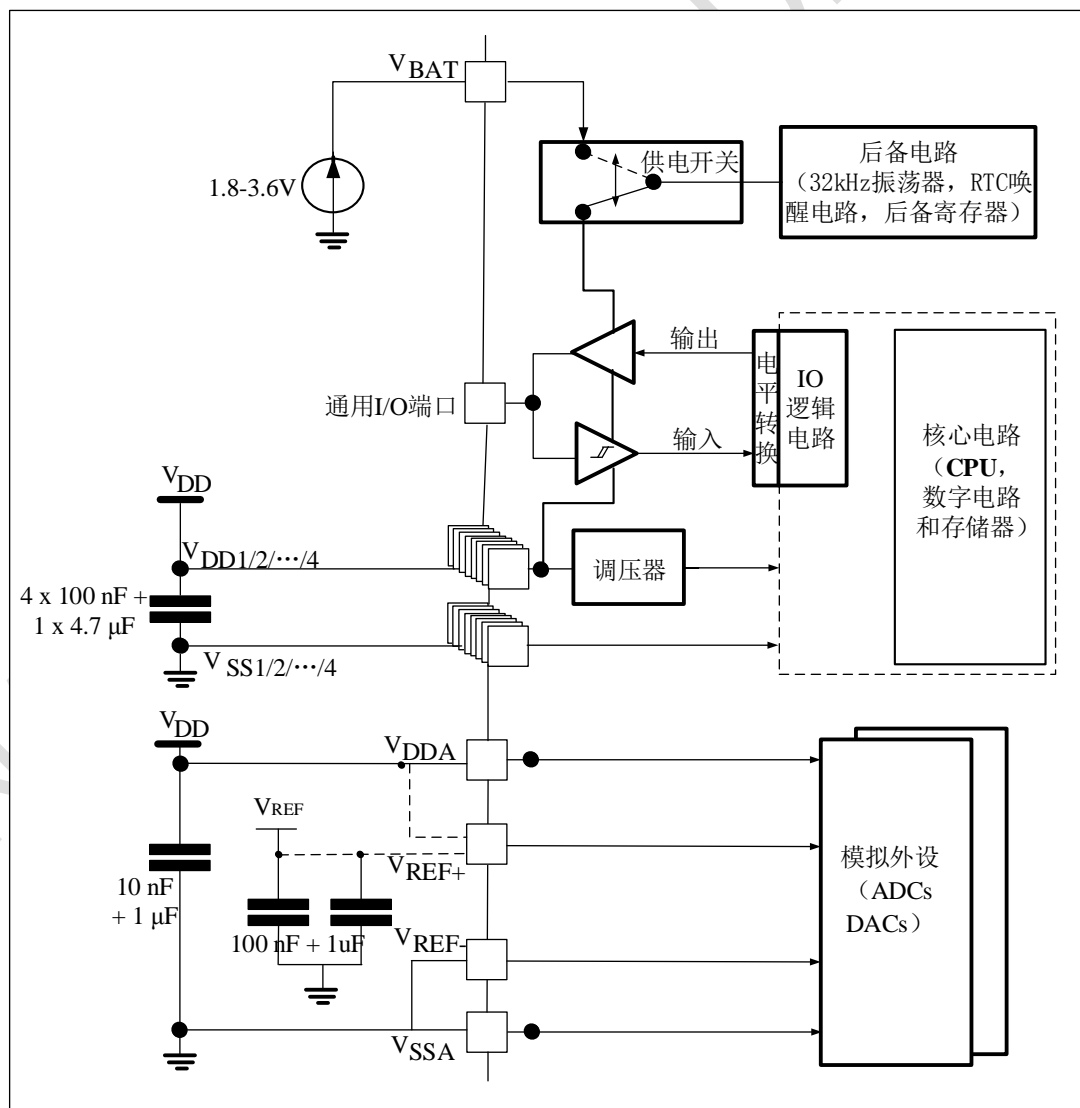 VBAT
1.8-3.6V
供电开关
后备电路
（32kHz振荡器，RTC唤
醒电路，后备寄存器）
输出
通用I/O端口
输入
电平转换
IO
逻辑
电路
核心电路
（CPU，
数字电路
和存储器）
VDD
VDD1/2/⋯/4
调压器
4 x 100 nF +
1 x 4.7 μF
VSS1/2/⋯/4
VDD
VDDA
VREF
VREF+
10 nF
+ 1 μF
100 nF + 1uF
VREF-
VSSA
模拟外设
（ADCs
DACs）